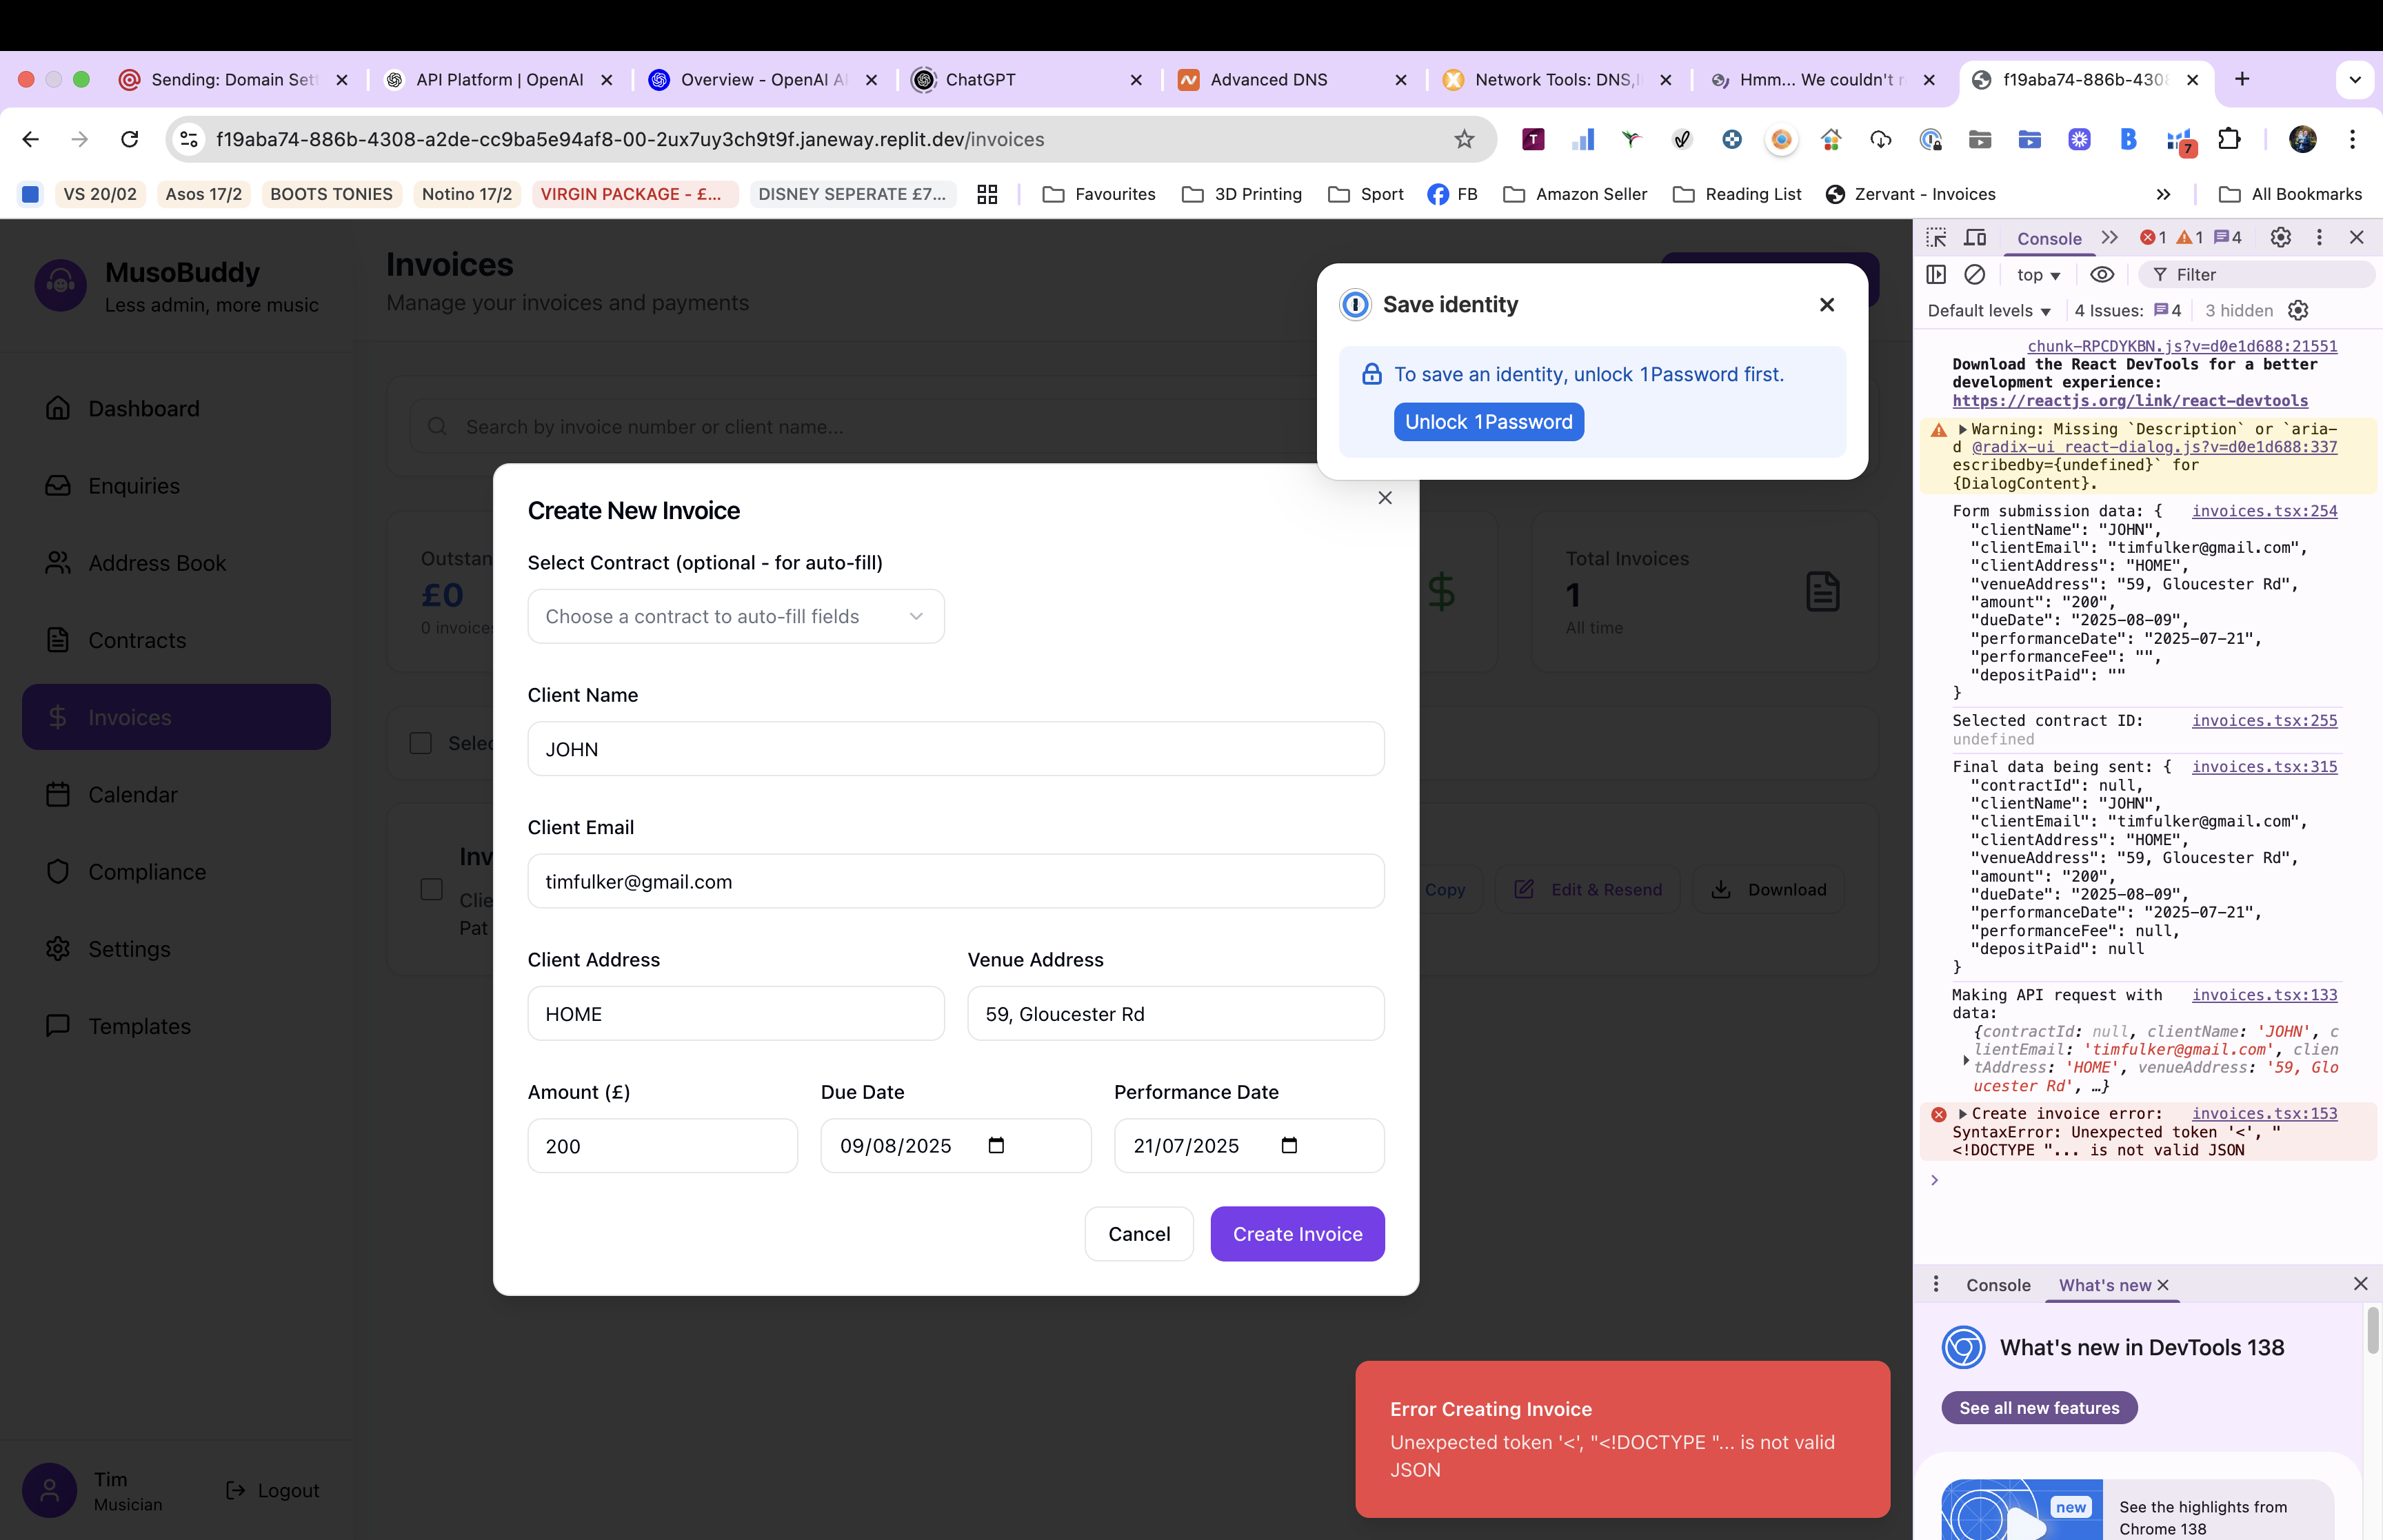 Sending: Domain Set
API Platform | OpenAI
Overview - OpenAI A
ChatGPT
Advanced DNS
Network Tools: DNS,I
Hmm... We couldn't r
f19aba74-886b-4308
f19aba74-886b-4308-a2de-cc9ba5e94af8-00-2ux7uy3ch9t9f.janeway.replit.dev/invoices
7
VS 20/02
Asos 17/2
BOOTS TONIES
Notino 17/2
VIRGIN PACKAGE - £...
DISNEY SEPERATE £7...
Favourites
3D Printing
Sport
FB
Amazon Seller
Reading List
Zervant - Invoices
All Bookmarks
MusoBuddy
Less admin, more music
Dashboard
Enquiries
Address Book
Contracts
Invoices
Calendar
Compliance
Settings
Templates
Tim
Musician
Logout
Invoices
Manage your invoices and payments
Search by invoice number or client name...
Outstan
£0
0 invoice
Total Invoices
1
All time
Selec
Inv
Clie
Pat
Copy
Edit & Resend
Download
Save identity
To save an identity, unlock 1Password first.
Unlock 1Password
Create New Invoice
Select Contract (optional - for auto-fill)
Choose a contract to auto-fill fields
Client Name
JOHN
Client Email
timfulker@gmail.com
Client Address
Venue Address
HOME
59, Gloucester Rd
Amount (£)
Due Date
Performance Date
200
09/08/2025
21/07/2025
Cancel
Create Invoice
Error Creating Invoice
Unexpected token '<', "<!DOCTYPE "... is not valid
JSON
Console
1
1
4
top
Filter
Default levels
4 Issues:
4
3 hidden
chunk-RPCDYKBN.js?v=d0e1d688:21551
Download the React DevTools for a better
development experience:
https://reactjs.org/link/react-devtools
Warning: Missing `Description` or `aria-
d @radix-ui_react-dialog.js?v=d0e1d688:337
escribedby={undefined}` for
{DialogContent}.
Form submission data: { invoices.tsx:254
"clientName": "JOHN",
"clientEmail": "timfulker@gmail.com",
"clientAddress": "HOME",
"venueAddress": "59, Gloucester Rd",
"amount": "200",
"dueDate": "2025-08-09",
"performanceDate": "2025-07-21",
"performanceFee": "",
"depositPaid": ""
}
Selected contract ID: invoices.tsx:255
undefined
Final data being sent: { invoices.tsx:315
"contractId": null,
"clientName": "JOHN",
"clientEmail": "timfulker@gmail.com",
"clientAddress": "HOME",
"venueAddress": "59, Gloucester Rd",
"amount": "200",
"dueDate": "2025-08-09",
"performanceDate": "2025-07-21",
"performanceFee": null,
"depositPaid": null
}
Making API request with invoices.tsx:133
data:
{contractId: null, clientName: 'JOHN', c
lientEmail: 'timfulker@gmail.com', clien
tAddress: 'HOME', venueAddress: '59, Glo
ucester Rd', …}
Create invoice error: invoices.tsx:153
SyntaxError: Unexpected token '<', "
<!DOCTYPE "... is not valid JSON
Console
What's new
What's new in DevTools 138
See all new features
new
See the highlights from
Chrome 138